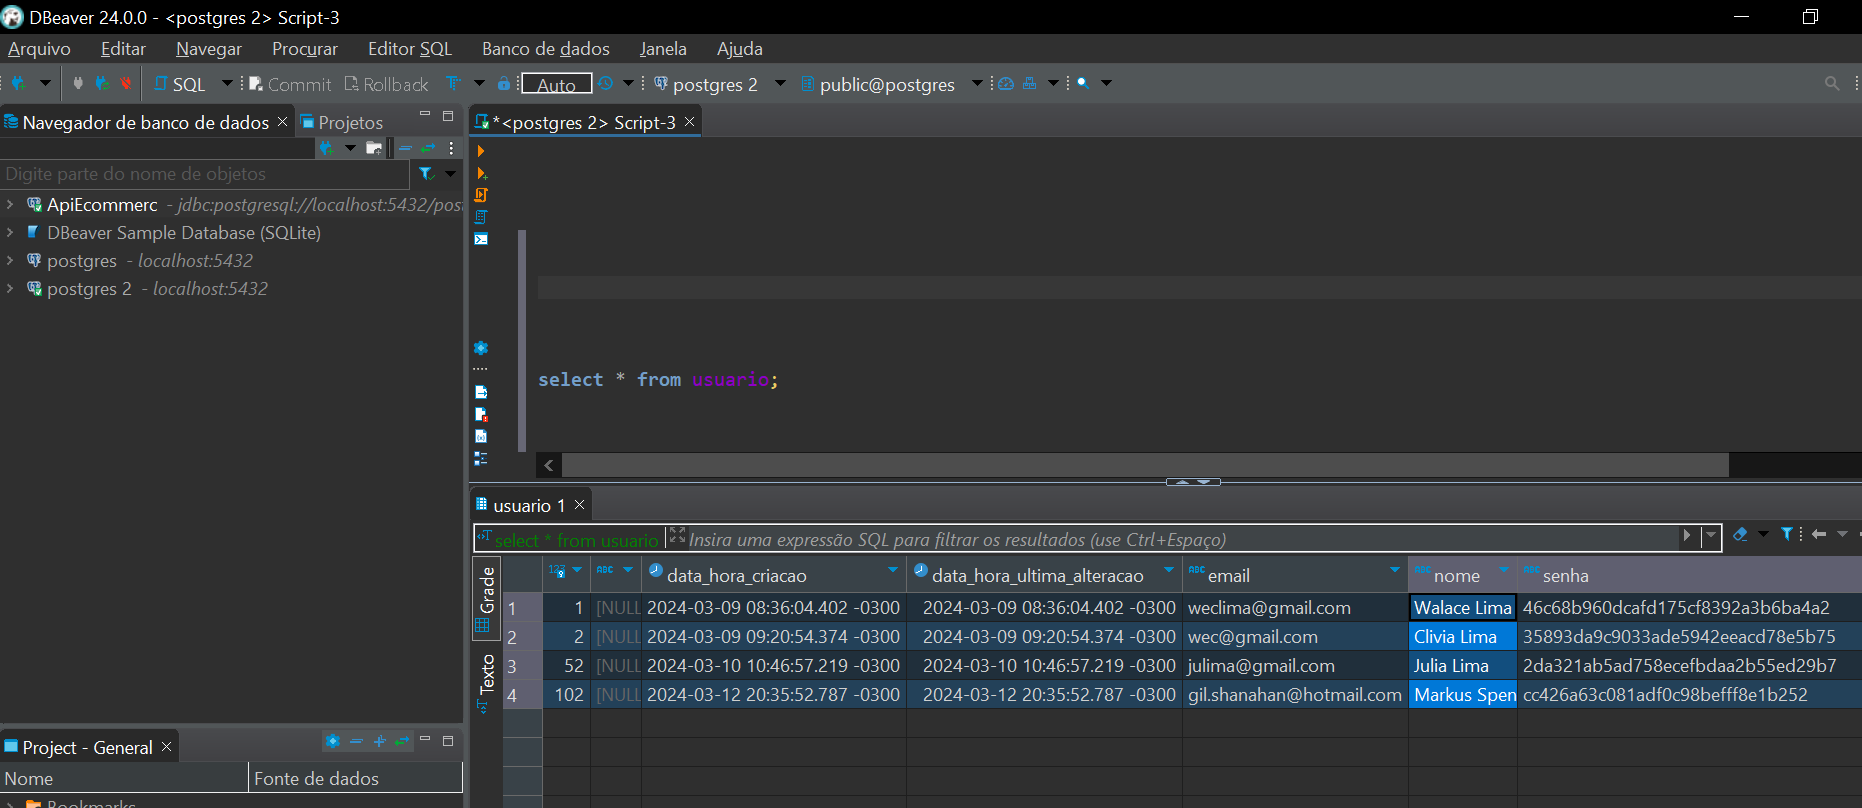 DBeaver 24.0.0 - <postgres 2> Script-3
Arquivo Editar Navegar Procurar Editor SQL Banco de dados Janela Ajuda
SQL Commit Rollback Auto postgres 2 public@postgres
Navegador de banco de dados Projetos
*<postgres 2> Script-3
Digite parte do nome de objetos
ApiEcommerc - jdbc:postgresql://localhost:5432/pos
DBeaver Sample Database (SQLite)
postgres - localhost:5432
postgres 2 - localhost:5432
select * from usuario;
usuario 1
select * from usuario Insira uma expressão SQL para filtrar os resultados (use Ctrl+Espaço)
Grade
Texto
123 ABC data_hora_criacao data_hora_ultima_alteracao ABC email ABC nome ABC senha
1 1 [NULL 2024-03-09 08:36:04.402 -0300 2024-03-09 08:36:04.402 -0300 weclima@gmail.com Walace Lima 46c68b960dcafd175cf8392a3b6ba4a2
2 2 [NULL 2024-03-09 09:20:54.374 -0300 2024-03-09 09:20:54.374 -0300 wec@gmail.com Clivia Lima 35893da9c9033ade5942eeacd78e5b75
3 52 [NULL 2024-03-10 10:46:57.219 -0300 2024-03-10 10:46:57.219 -0300 julima@gmail.com Julia Lima 2da321ab5ad758ecefbdaa2b55ed29b7
4 102 [NULL 2024-03-12 20:35:52.787 -0300 2024-03-12 20:35:52.787 -0300 gil.shanahan@hotmail.com Markus Spen cc426a63c081adf0c98befff8e1b252
Project - General
Nome Fonte de dados
Bookmarks